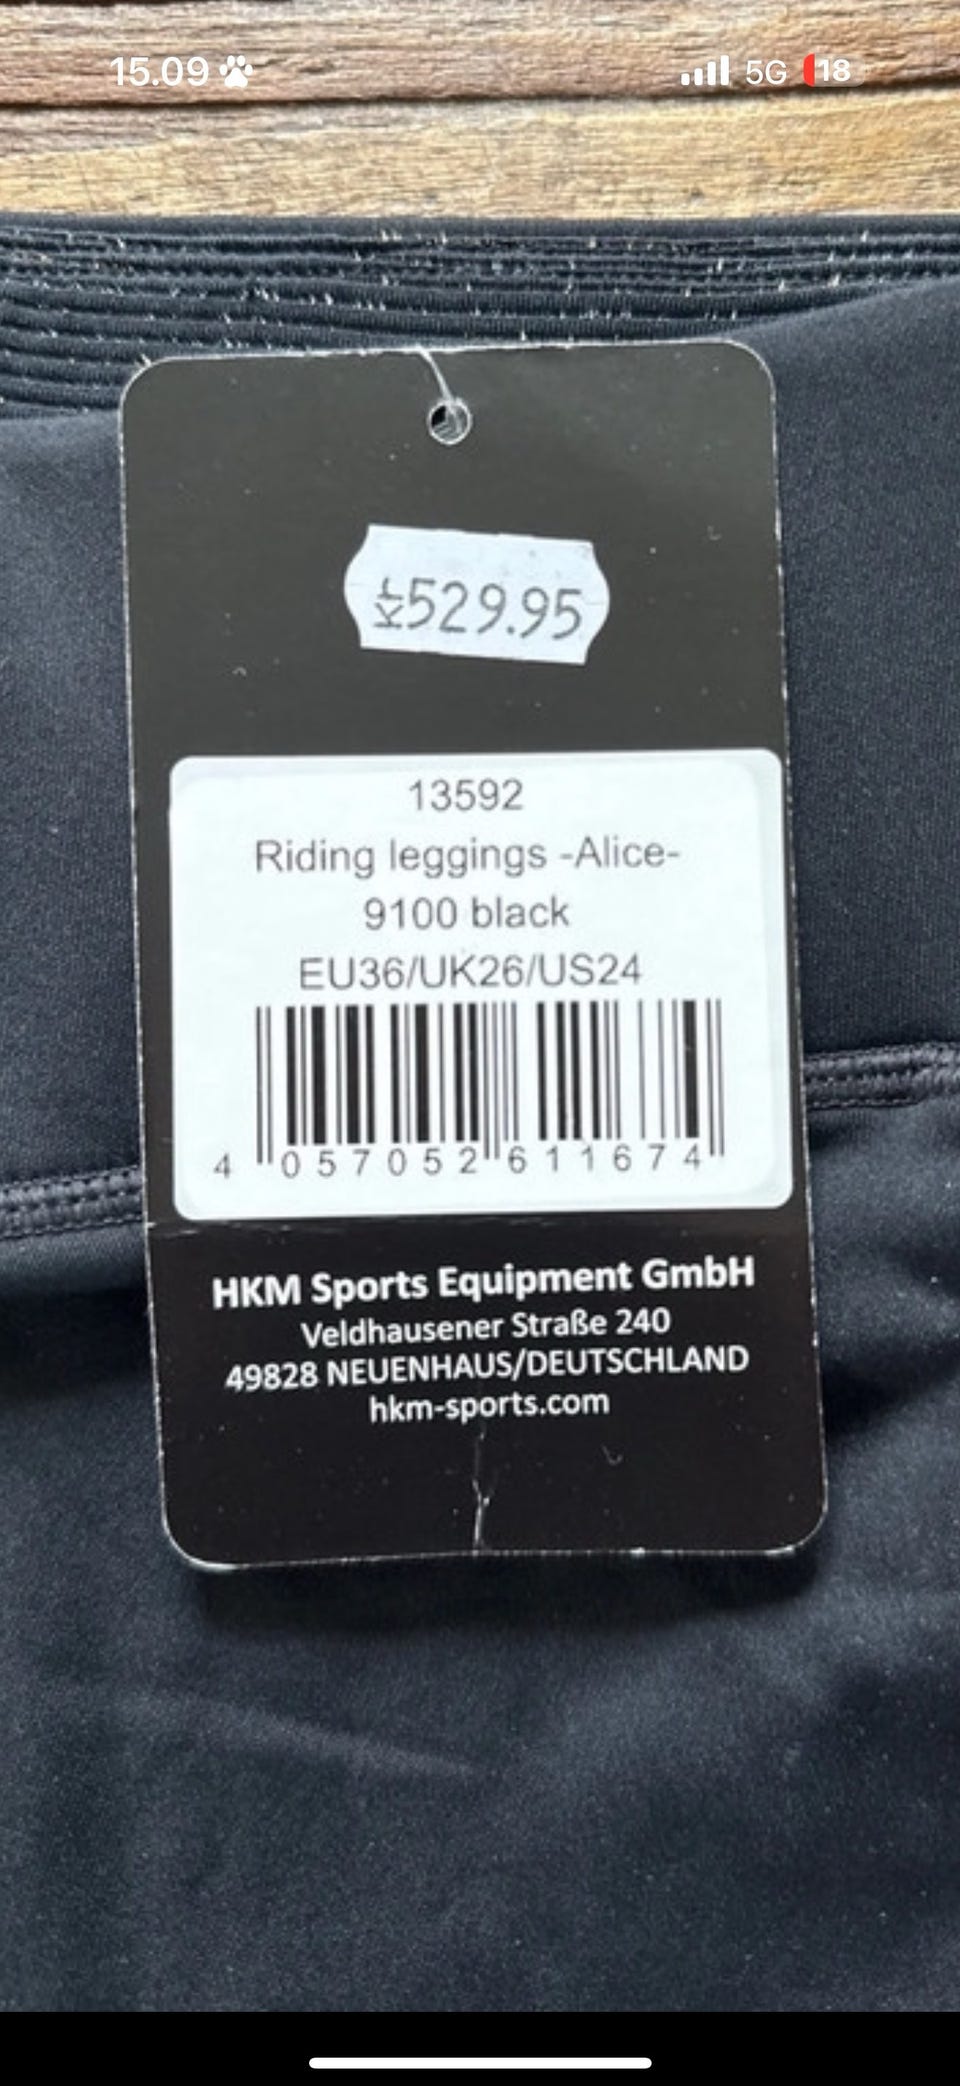 15.09 5G 18
Kr529.95
13592
Riding leggings -Alice-
9100 black
EU36/UK26/US24
4 057052 611674
HKM Sports Equipment GmbH
Veldhausener Straße 240
49828 NEUENHAUS/DEUTSCHLAND
hkm-sports.com